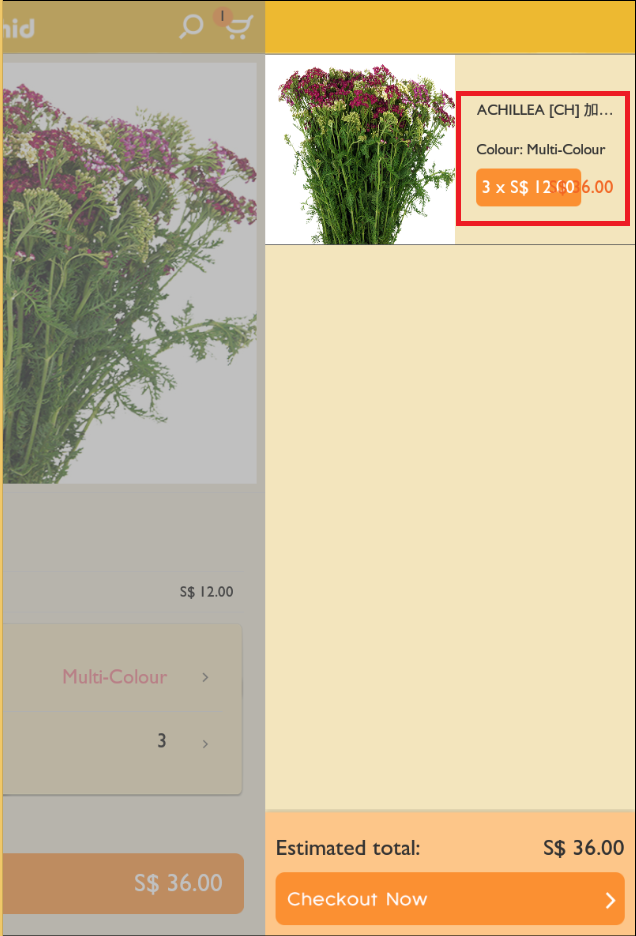 hid
1
ACHILLEA [CH] 加...
Colour: Multi-Colour
3 x S$ 12.00
S$ 36.00
S$ 12.00
Multi-Colour
3
S$ 36.00
Estimated total:
S$ 36.00
Checkout Now